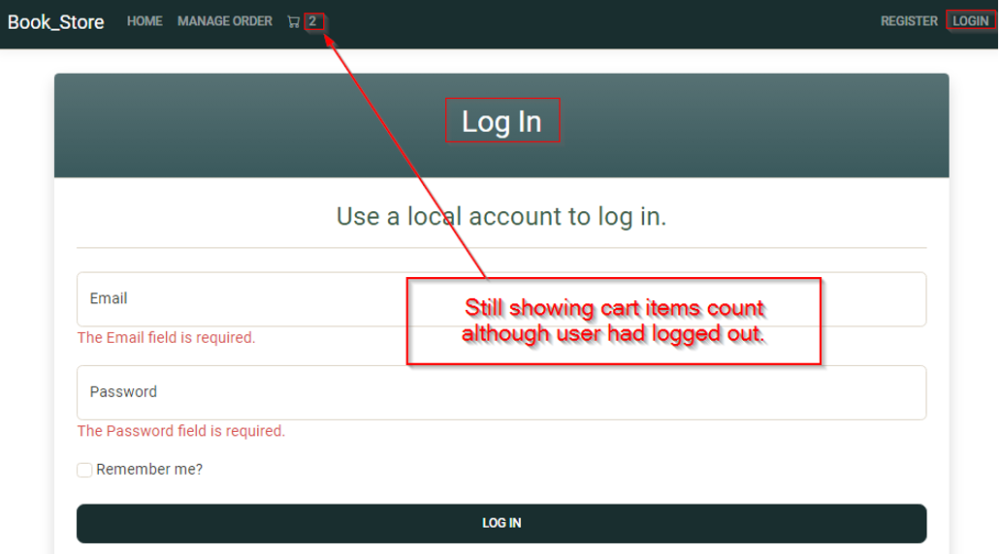 Book_Store HOME MANAGE ORDER 2 REGISTER LOGIN
Log In
Use a local account to log in.
Email
Still showing cart items count
although user had logged out.
The Email field is required.
Password
The Password field is required.
Remember me?
LOG IN